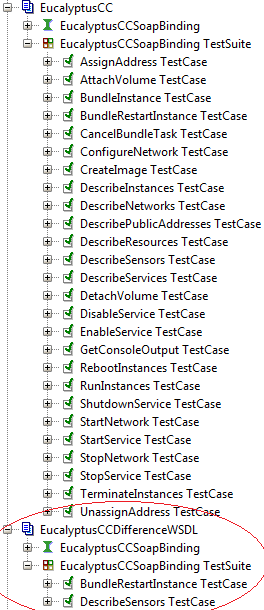 EucalyptusCC
EucalyptusCCSoapBinding
EucalyptusCCSoapBinding TestSuite
AssignAddress TestCase
AttachVolume TestCase
BundleInstance TestCase
BundleRestartInstance TestCase
CancelBundleTask TestCase
ConfigureNetwork TestCase
CreateImage TestCase
DescribeInstances TestCase
DescribeNetworks TestCase
DescribePublicAddresses TestCase
DescribeResources TestCase
DescribeSensors TestCase
DescribeServices TestCase
DetachVolume TestCase
DisableService TestCase
EnableService TestCase
GetConsoleOutput TestCase
RebootInstances TestCase
RunInstances TestCase
ShutdownService TestCase
StartNetwork TestCase
StartService TestCase
StopNetwork TestCase
StopService TestCase
TerminateInstances TestCase
UnassignAddress TestCase
EucalyptusCCDifferenceWSDL
EucalyptusCCSoapBinding
EucalyptusCCSoapBinding TestSuite
BundleRestartInstance TestCase
DescribeSensors TestCase